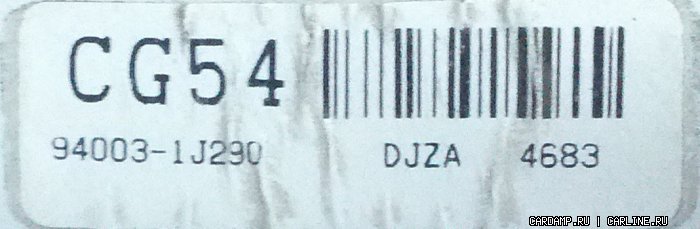 CG54
94003-1J290 DJZA 4683
CARDAMP.RU | CARLINE.RU